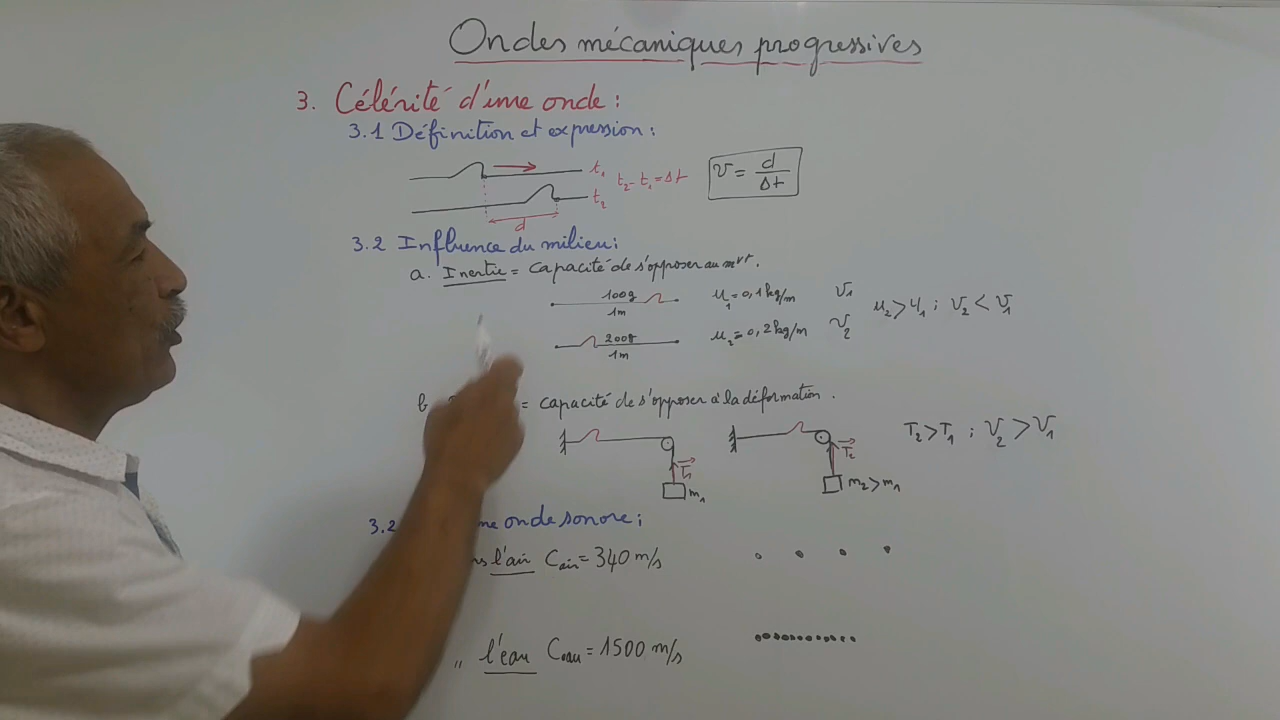 Ondes mécaniques progressives
3. Célérité d'une onde :
3.1 Définition et expression :
t₁
t₂ - t₁ = Δt
V = d/Δt
t₂
d
3.2 Influence du milieu :
a. Inertie = capacité de s'opposer au mvt.
100g
1m
μ₁ = 0,1 kg/m V₁
200g
1m
μ₂ = 0,2 kg/m V₂
μ₂ > μ₁ ; V₂ < V₁
b = capacité de s'opposer à la déformation.
T₁ m₁
T₂ m₂ > m₁
T₂ > T₁ ; V₂ > V₁
3.2 onde sonore ;
l'air Cair = 340 m/s
" l'eau Ceau = 1500 m/s